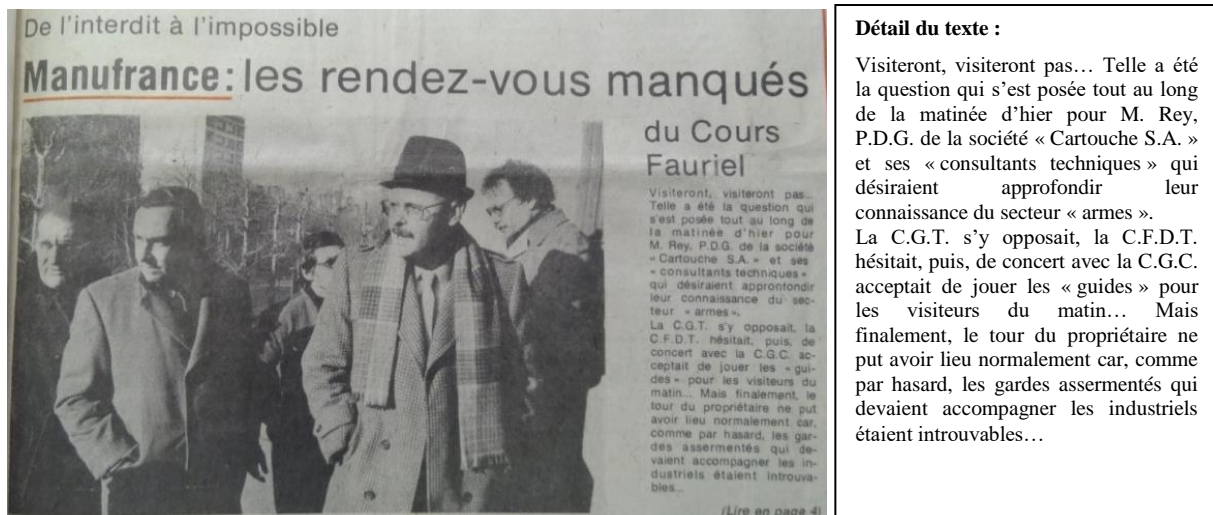 De l'interdit à l'impossible
Manufrance: les rendez-vous manqués
du Cours
Fauriel
Visiteront, visiteront pas...
Telle a été la question qui
s'est posée tout au long de
la matinée d'hier pour
M. Rey, P.D.G. de la société
« Cartouche S.A. » et ses
« consultants techniques »
qui désiraient approntondir
leur connaissance du sec-
teur « armes ».
La C.G.T. s'y opposait, la
C.F.D.T. hésitait, puis, de
concert avec la C.G.C. ac-
ceptait de jouer les « gui-
des » pour les visiteurs du
matin... Mais finalement, le
tour du propriétaire ne put
avoir lieu normalement car,
comme par hasard, les gar-
des assermentés qui de-
vaient accompagner les in-
dustriels étaient introuva-
bles...
(Lire en page 4)
Détail du texte :
Visiteront, visiteront pas… Telle a été
la question qui s'est posée tout au long
de la matinée d'hier pour M. Rey,
P.D.G. de la société « Cartouche S.A. »
et ses « consultants techniques » qui
désiraient approfondir leur
connaissance du secteur « armes ».
La C.G.T. s'y opposait, la C.F.D.T.
hésitait, puis, de concert avec la C.G.C.
acceptait de jouer les « guides » pour
les visiteurs du matin… Mais
finalement, le tour du propriétaire ne
put avoir lieu normalement car, comme
par hasard, les gardes assermentés qui
devaient accompagner les industriels
étaient introuvables…